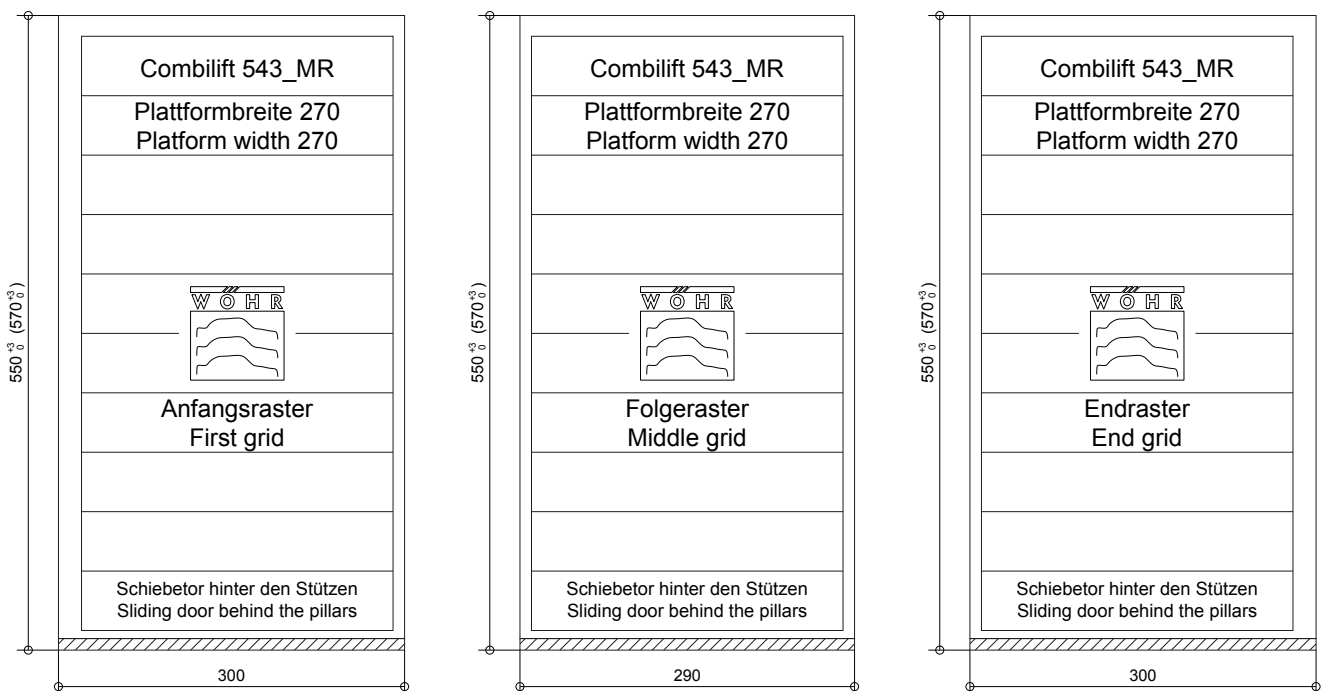 Combilift 543_MR
Plattformbreite 270
Platform width 270
WOHR
Anfangsraster
First grid
Schiebetor hinter den Stützen
Sliding door behind the pillars
550 +3 0 (570 +3 0 )
300
Combilift 543_MR
Plattformbreite 270
Platform width 270
WOHR
Folgeraster
Middle grid
Schiebetor hinter den Stützen
Sliding door behind the pillars
550 +3 0 (570 +3 0 )
290
Combilift 543_MR
Plattformbreite 270
Platform width 270
WOHR
Endraster
End grid
Schiebetor hinter den Stützen
Sliding door behind the pillars
550 +3 0 (570 +3 0 )
300